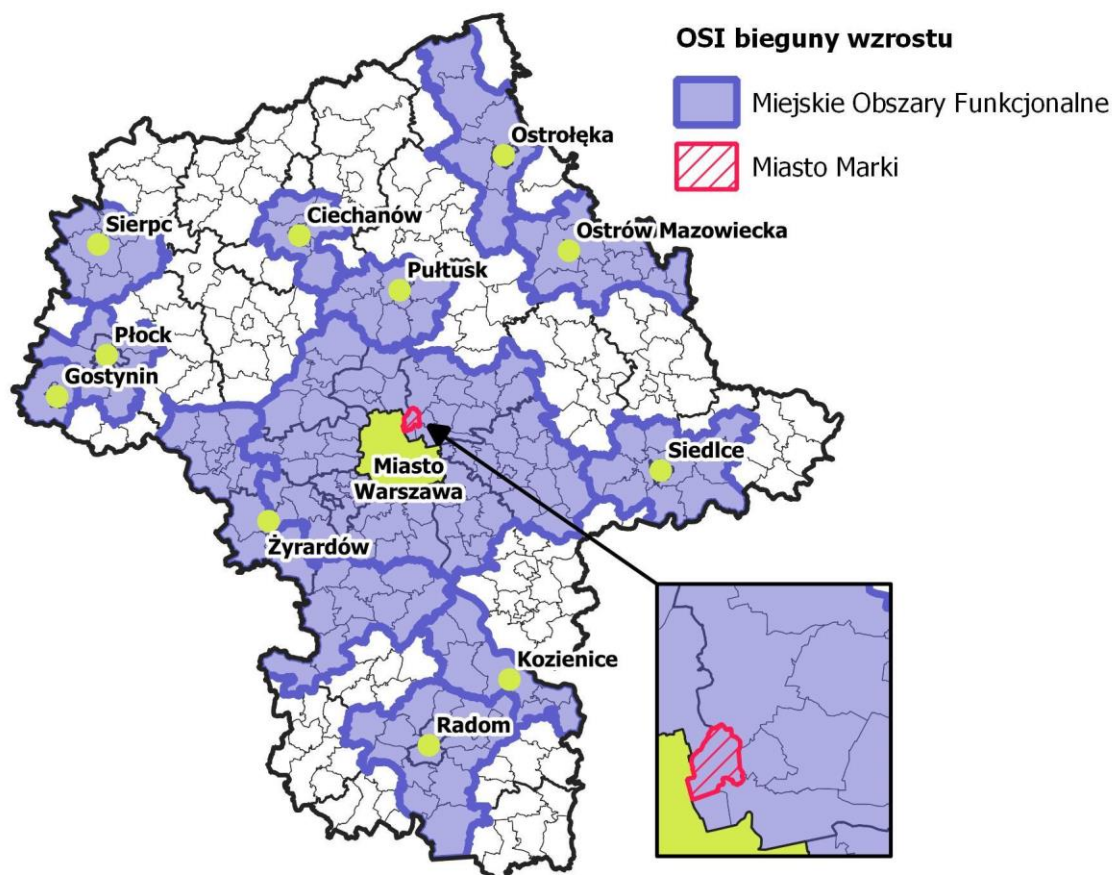 OSI bieguny wzrostu
Miejskie Obszary Funkcjonalne
Miasto Marki
Ostrołęka
Ciechanów
Sierpc
Ostrów Mazowiecka
Pułtusk
Płock
Gostynin
Siedlce
Miasto
Warszawa
Żyrardów
Kozienice
Radom